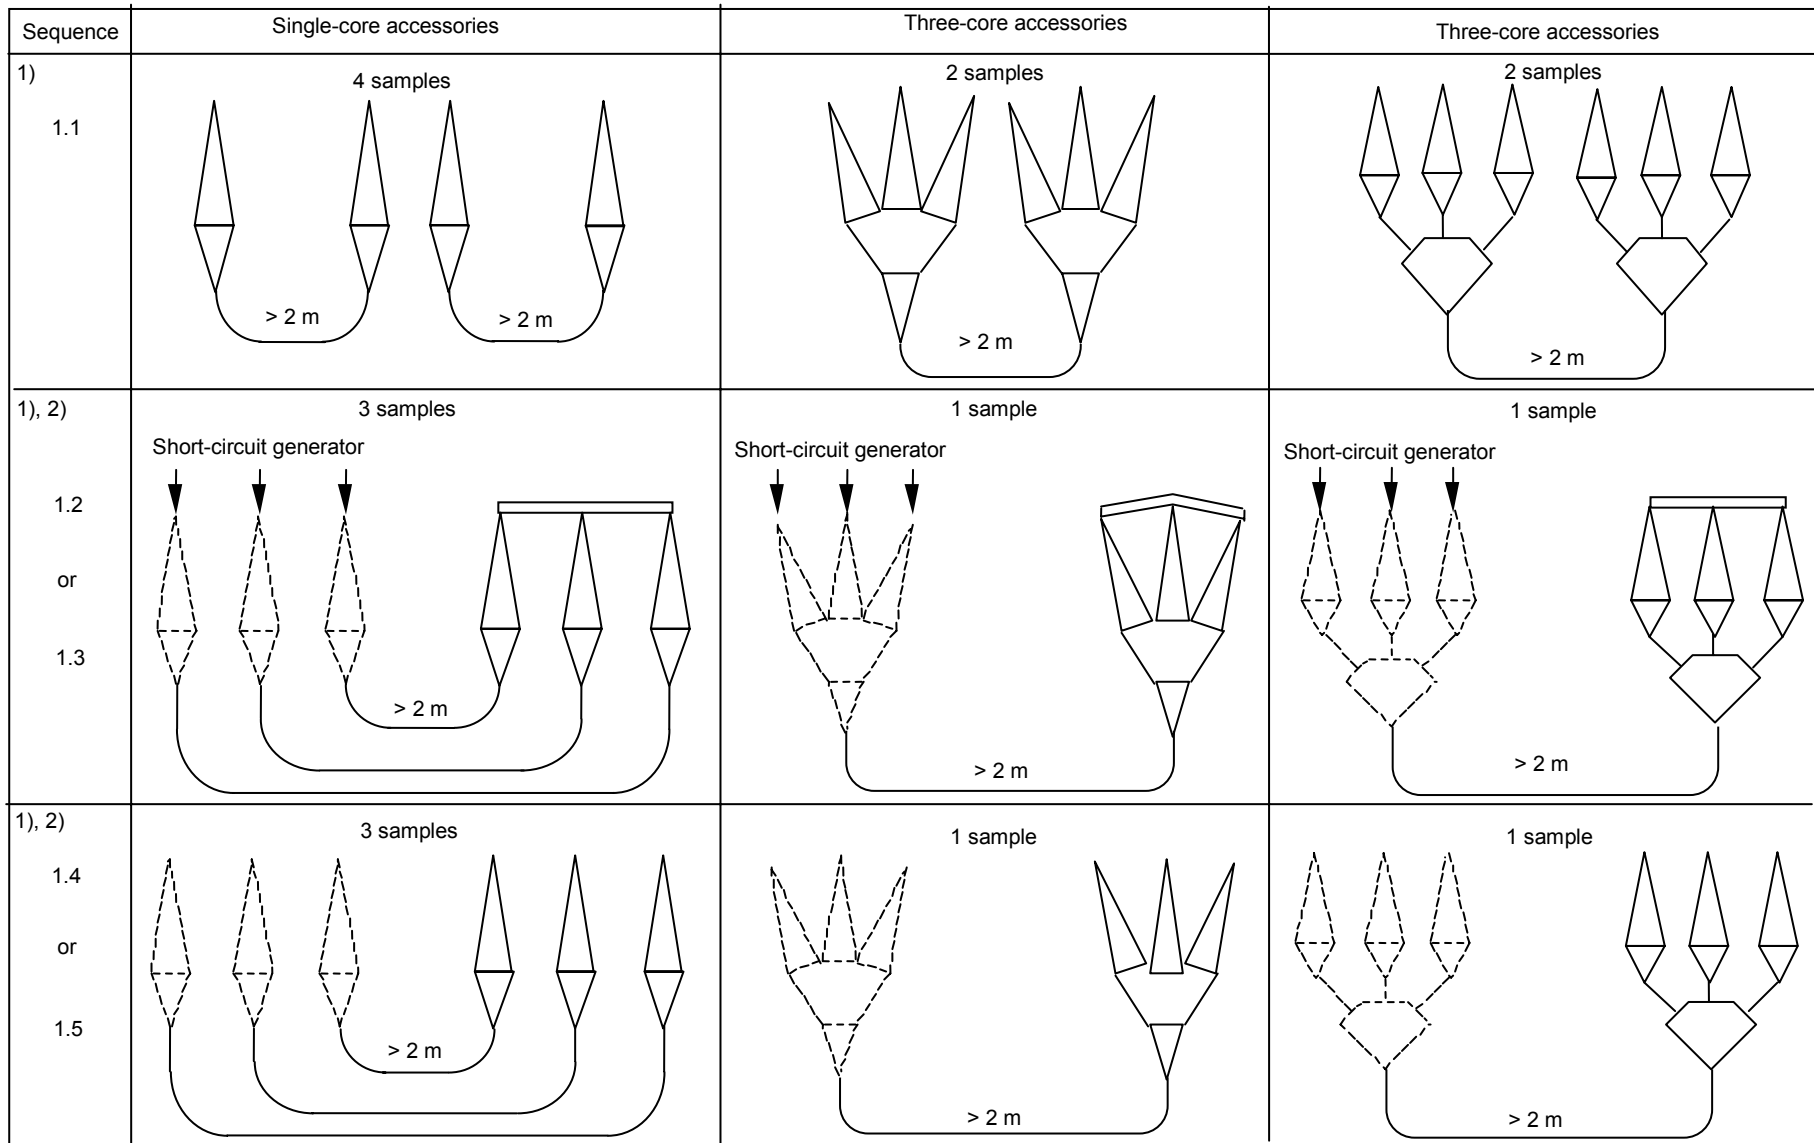 Sequence
Single-core accessories
Three-core accessories
Three-core accessories
1)
1.1
4 samples
> 2 m
> 2 m
2 samples
> 2 m
2 samples
> 2 m
1), 2)
1.2
or
1.3
3 samples
Short-circuit generator
> 2 m
1 sample
Short-circuit generator
> 2 m
1 sample
Short-circuit generator
> 2 m
1), 2)
1.4
or
1.5
3 samples
> 2 m
1 sample
> 2 m
1 sample
> 2 m